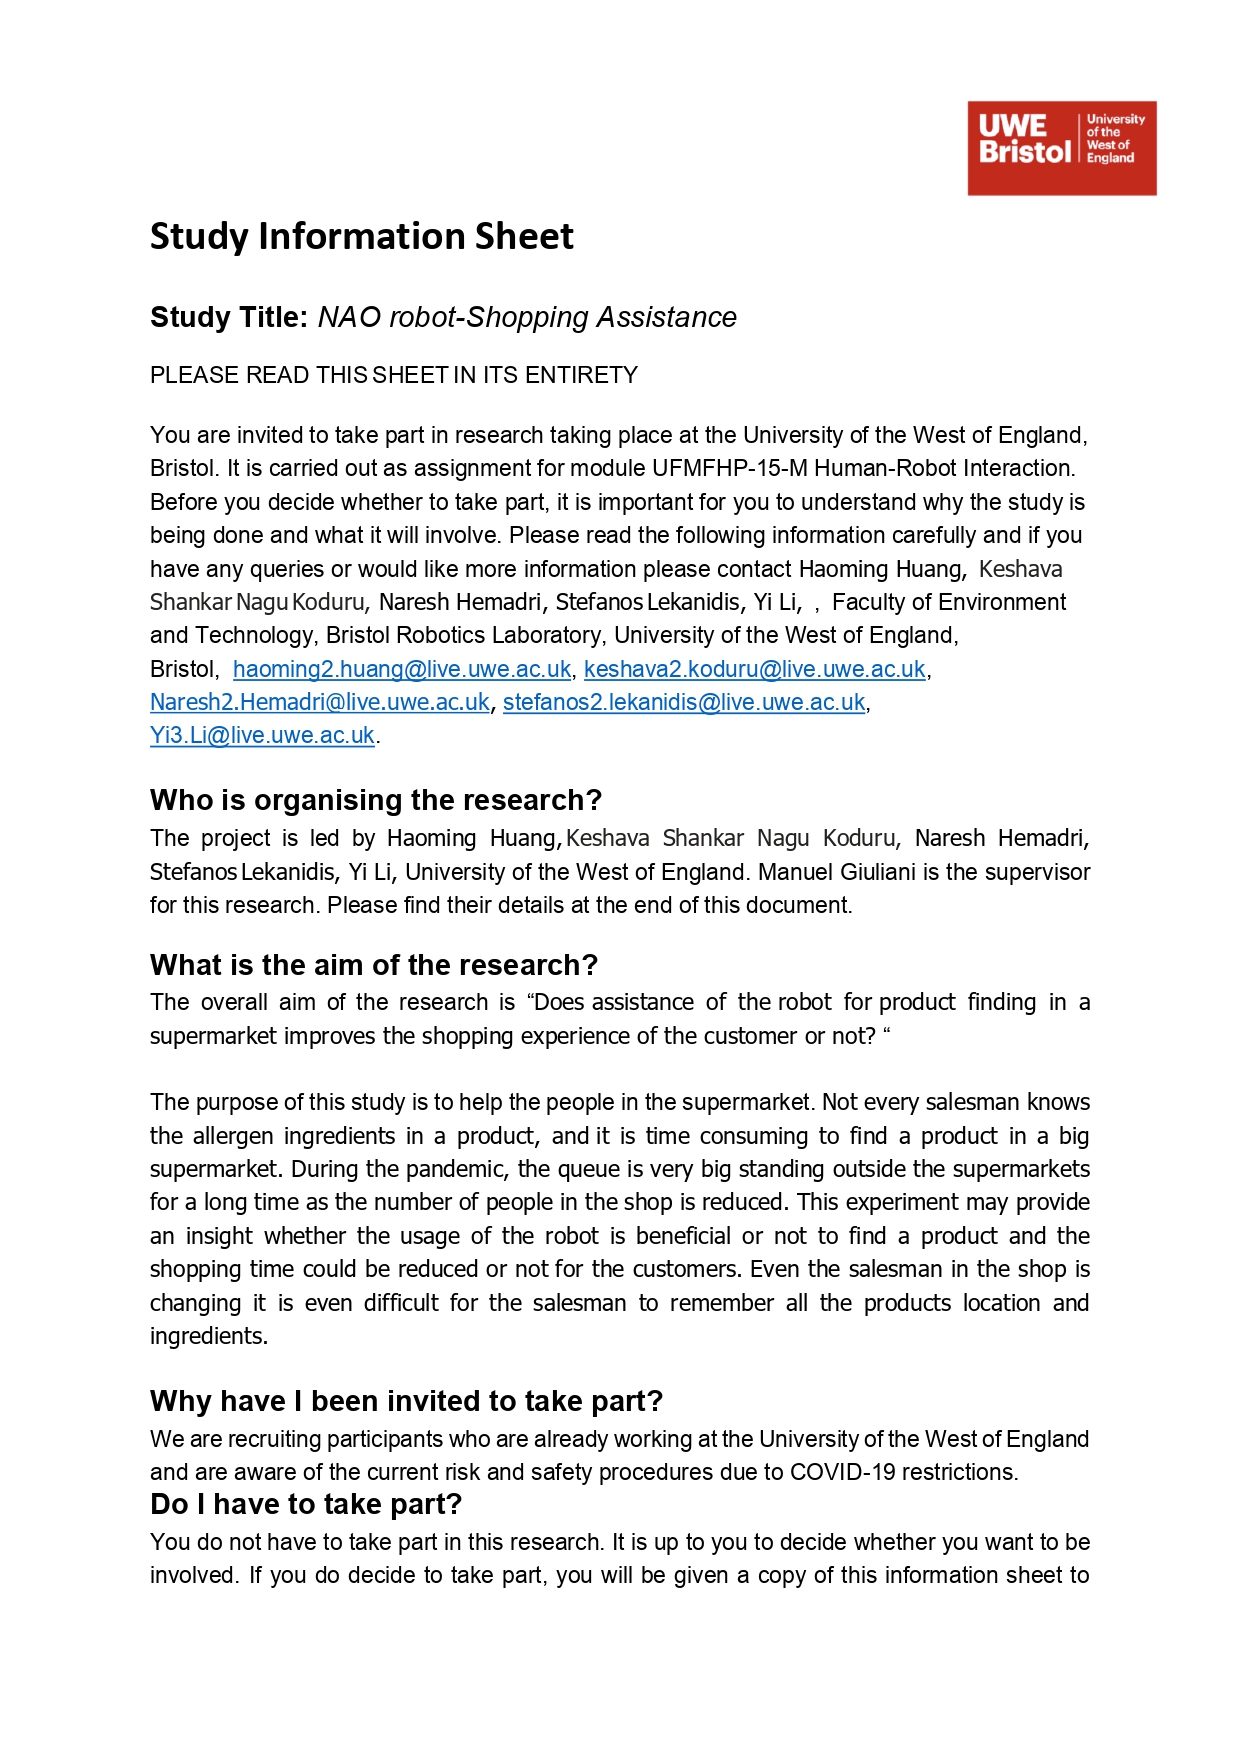 UWE
Bristol
University
of the
West of
England
Study Information Sheet
Study Title: NAO robot-Shopping Assistance
PLEASE READ THIS SHEET IN ITS ENTIRETY
You are invited to take part in research taking place at the University of the West of England,
Bristol. It is carried out as assignment for module UFMFHP-15-M Human-Robot Interaction.
Before you decide whether to take part, it is important for you to understand why the study is
being done and what it will involve. Please read the following information carefully and if you
have any queries or would like more information please contact Haoming Huang, Keshava
Shankar Nagu Koduru, Naresh Hemadri, Stefanos Lekanidis, Yi Li, , Faculty of Environment
and Technology, Bristol Robotics Laboratory, University of the West of England,
Bristol, haoming2.huang@live.uwe.ac.uk, keshava2.koduru@live.uwe.ac.uk,
Naresh2.Hemadri@live.uwe.ac.uk, stefanos2.lekanidis@live.uwe.ac.uk,
Yi3.Li@live.uwe.ac.uk.
Who is organising the research?
The project is led by Haoming Huang, Keshava Shankar Nagu Koduru, Naresh Hemadri,
Stefanos Lekanidis, Yi Li, University of the West of England. Manuel Giuliani is the supervisor
for this research. Please find their details at the end of this document.
What is the aim of the research?
The overall aim of the research is “Does assistance of the robot for product finding in a
supermarket improves the shopping experience of the customer or not? “
The purpose of this study is to help the people in the supermarket. Not every salesman knows
the allergen ingredients in a product, and it is time consuming to find a product in a big
supermarket. During the pandemic, the queue is very big standing outside the supermarkets
for a long time as the number of people in the shop is reduced. This experiment may provide
an insight whether the usage of the robot is beneficial or not to find a product and the
shopping time could be reduced or not for the customers. Even the salesman in the shop is
changing it is even difficult for the salesman to remember all the products location and
ingredients.
Why have I been invited to take part?
We are recruiting participants who are already working at the University of the West of England
and are aware of the current risk and safety procedures due to COVID-19 restrictions.
Do I have to take part?
You do not have to take part in this research. It is up to you to decide whether you want to be
involved. If you do decide to take part, you will be given a copy of this information sheet to